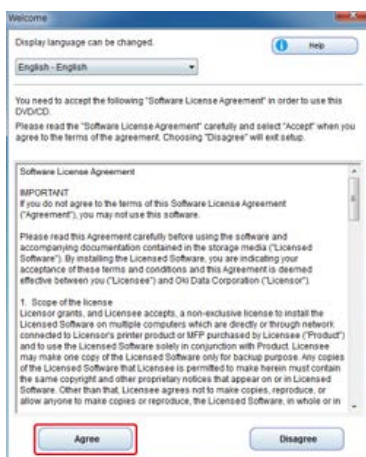 Welcome
Display language can be changed.
Help
English - English
You need to accept the following "Software License Agreement" in order to use this
DVD/CD.
Please read the "Software License Agreement" carefully and select "Accept" when you
agree to the terms of the agreement. Choosing "Disagree" will exit setup.
Software License Agreement
IMPORTANT
If you do not agree to the terms of this Software License Agreement
("Agreement"), you may not use this software.
Please read this Agreement carefully before using the software and
accompanying documentation contained in the storage media ("Licensed
Software"). By installing the Licensed Software, you are indicating your
acceptance of these terms and conditions and this Agreement is deemed
effective between you ("Licensee") and Oki Data Corporation ("Licensor").
1. Scope of the license
Licensor grants, and Licensee accepts, a non-exclusive license to install the
Licensed Software on multiple computers which are directly or through network
connected to Licensor's printer product or MFP purchased by Licensee ("Product")
and to use the Licensed Software solely in conjunction with Product. Licensee
may make one copy of the Licensed Software only for backup purpose. Any copies
of the Licensed Software that Licensee is permitted to make herein must contain
the same copyright and other proprietary notices that appear on or in Licensed
Software. Other than that, Licensee agrees not to make copies, reproduce, or
allow anyone to make copies or reproduce, the Licensed Software, in whole or in
Agree
Disagree